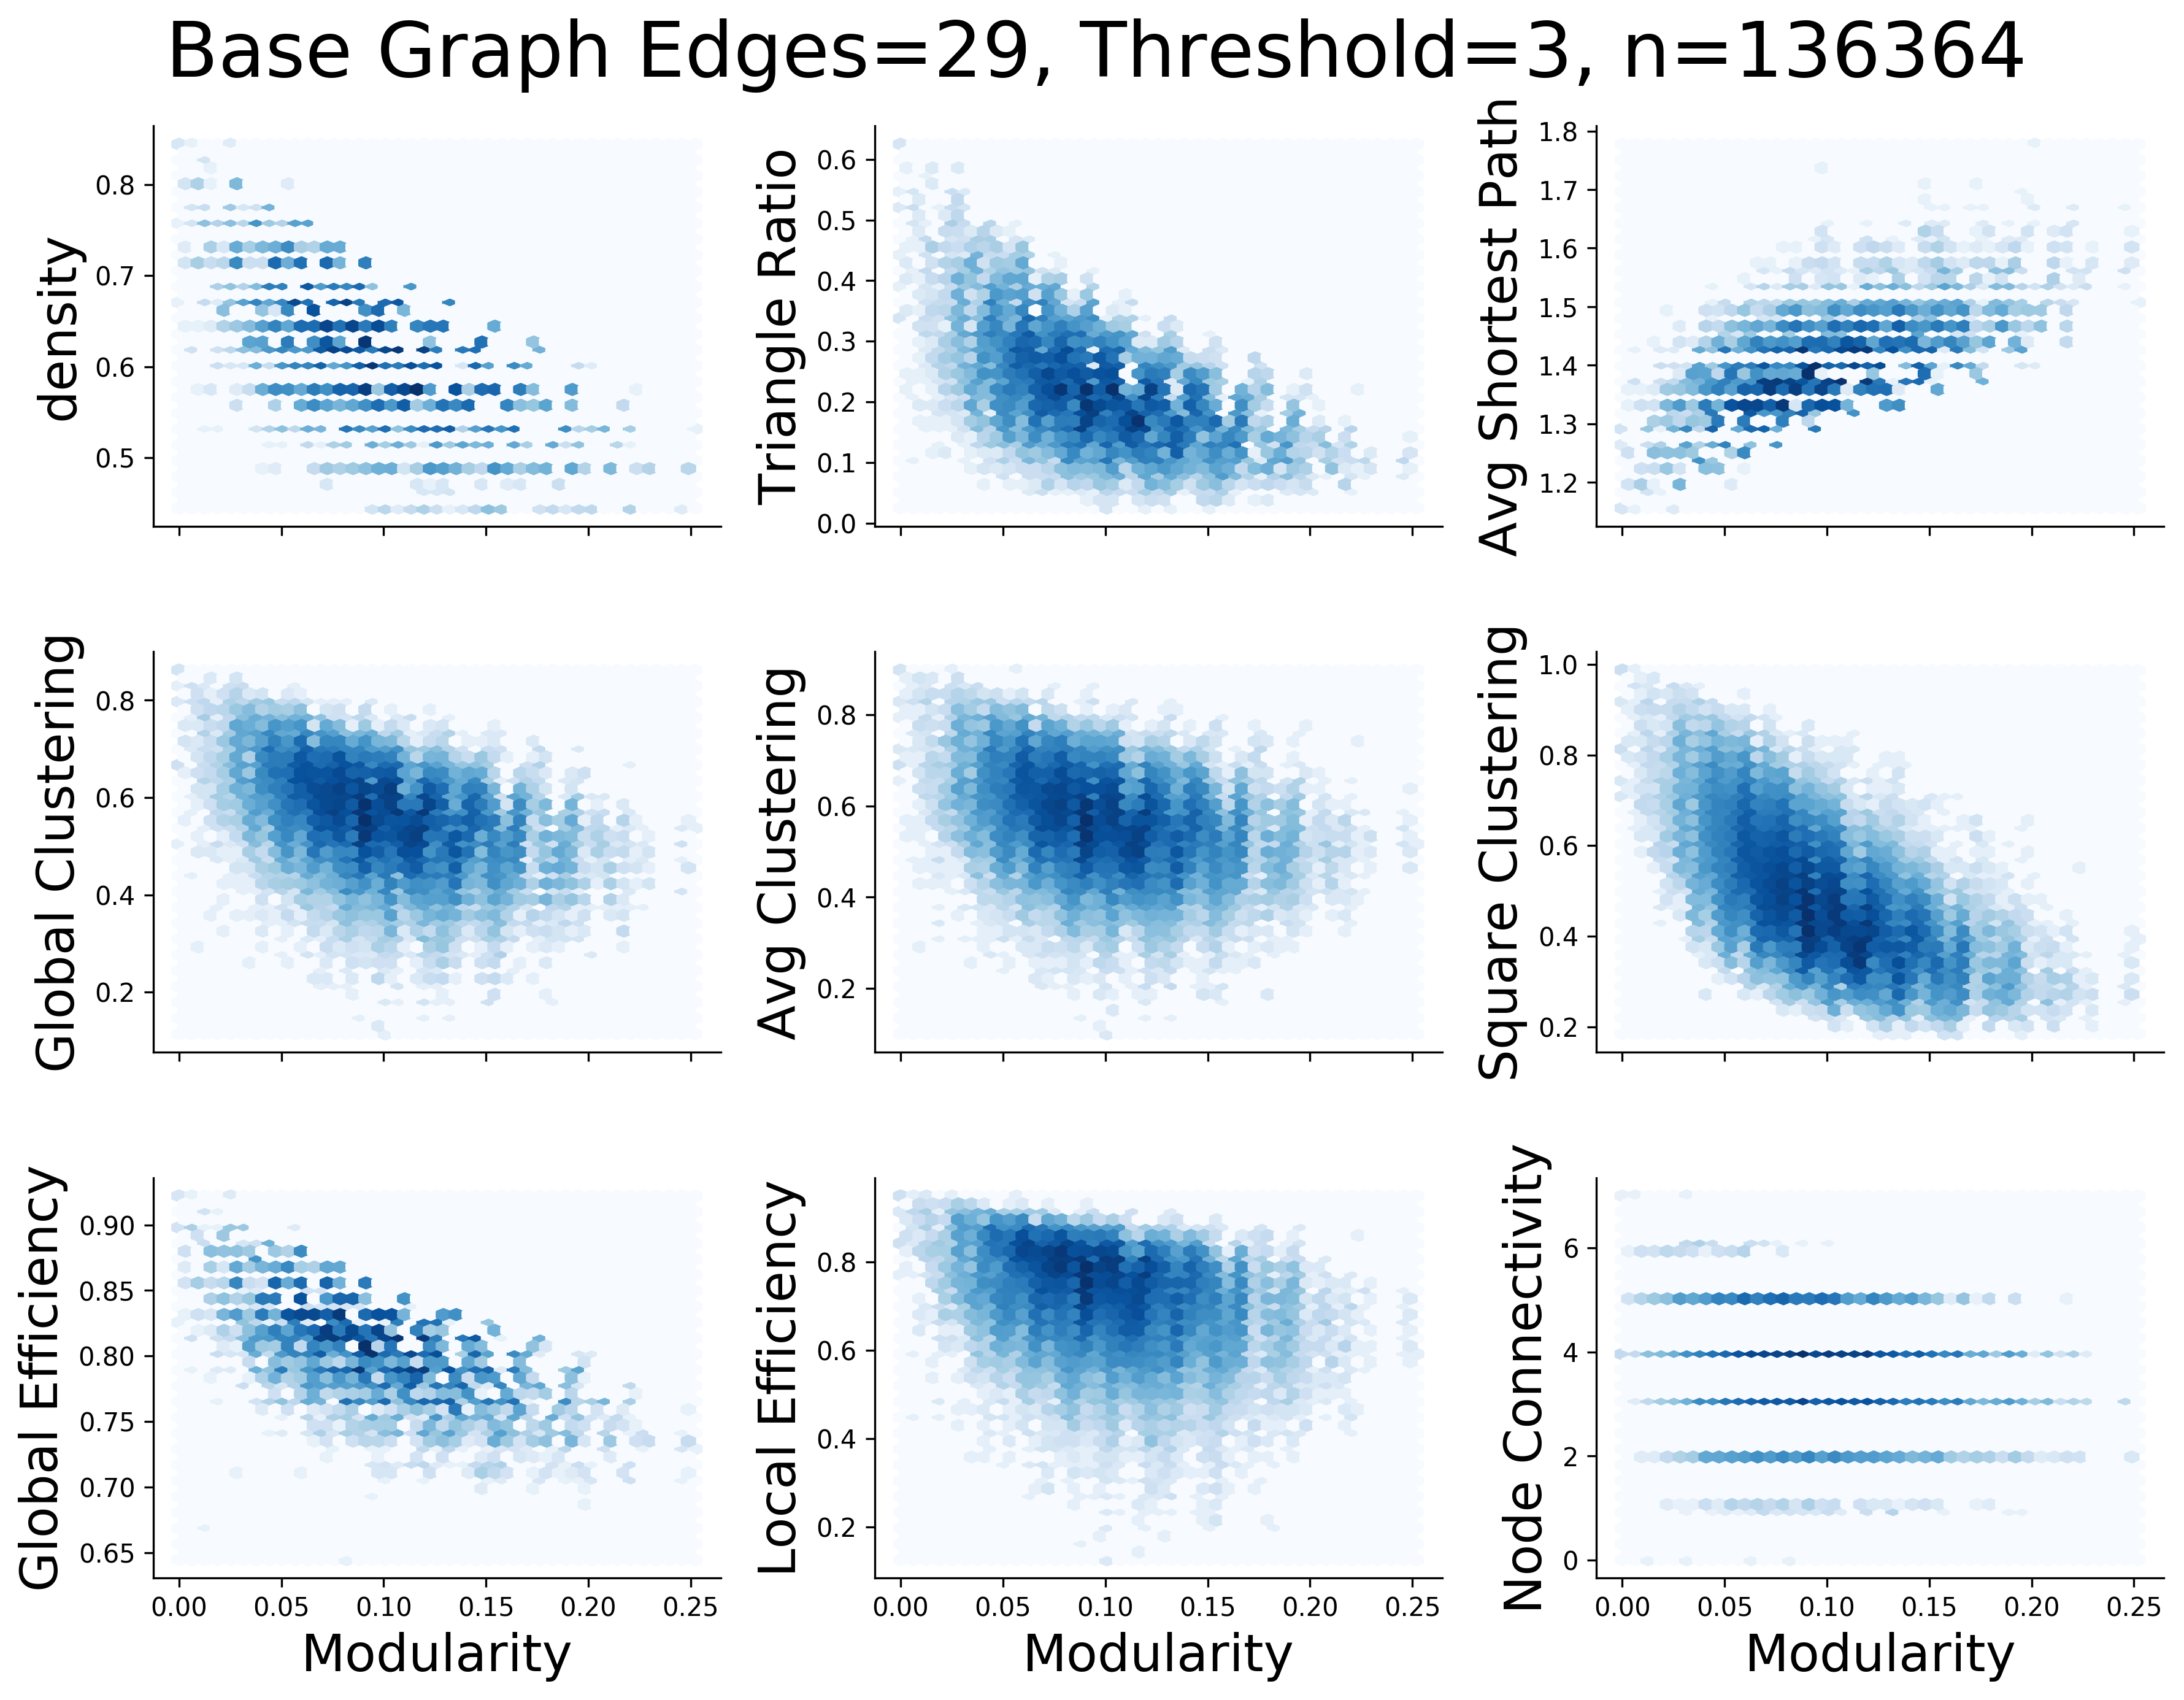 Base Graph Edges=29, Threshold=3, n=136364
density
0.8
0.7
0.6
0.5
Triangle Ratio
0.6
0.5
0.4
0.3
0.2
0.1
0.0
Avg Shortest Path
1.8
1.7
1.6
1.5
1.4
1.3
1.2
Global Clustering
0.8
0.6
0.4
0.2
Avg Clustering
0.8
0.6
0.4
0.2
Square Clustering
1.0
0.8
0.6
0.4
0.2
Global Efficiency
0.90
0.85
0.80
0.75
0.70
0.65
0.00 0.05 0.10 0.15 0.20 0.25
Modularity
Local Efficiency
0.8
0.6
0.4
0.2
0.00 0.05 0.10 0.15 0.20 0.25
Modularity
Node Connectivity
6
4
2
0
0.00 0.05 0.10 0.15 0.20 0.25
Modularity